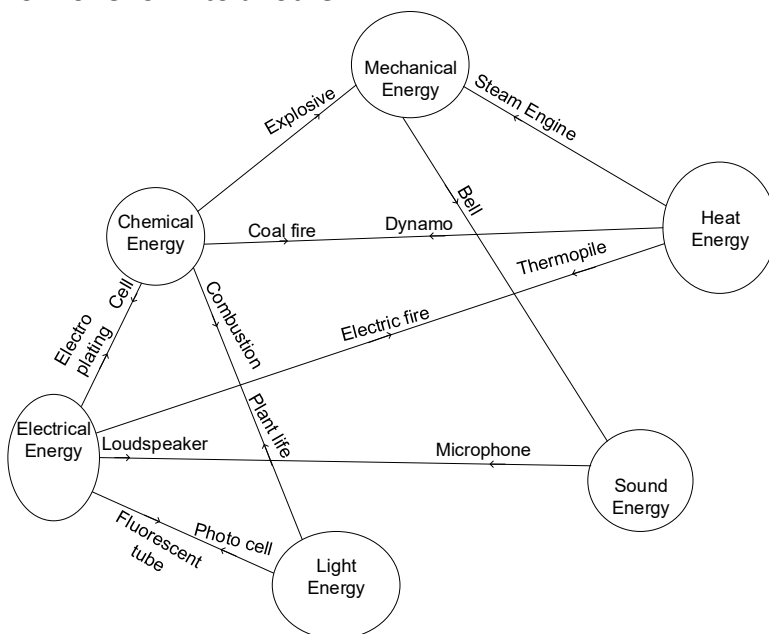 Mechanical
Energy
Explosive
Steam Engine
Bell
Chemical
Energy
Coal fire
Dynamo
Heat
Energy
Thermopile
Cell
Electro
plating
Combustion
Electric fire
Plant life
Electrical
Energy
Loudspeaker
Microphone
Sound
Energy
Fluorescent
tube
Photo cell
Light
Energy